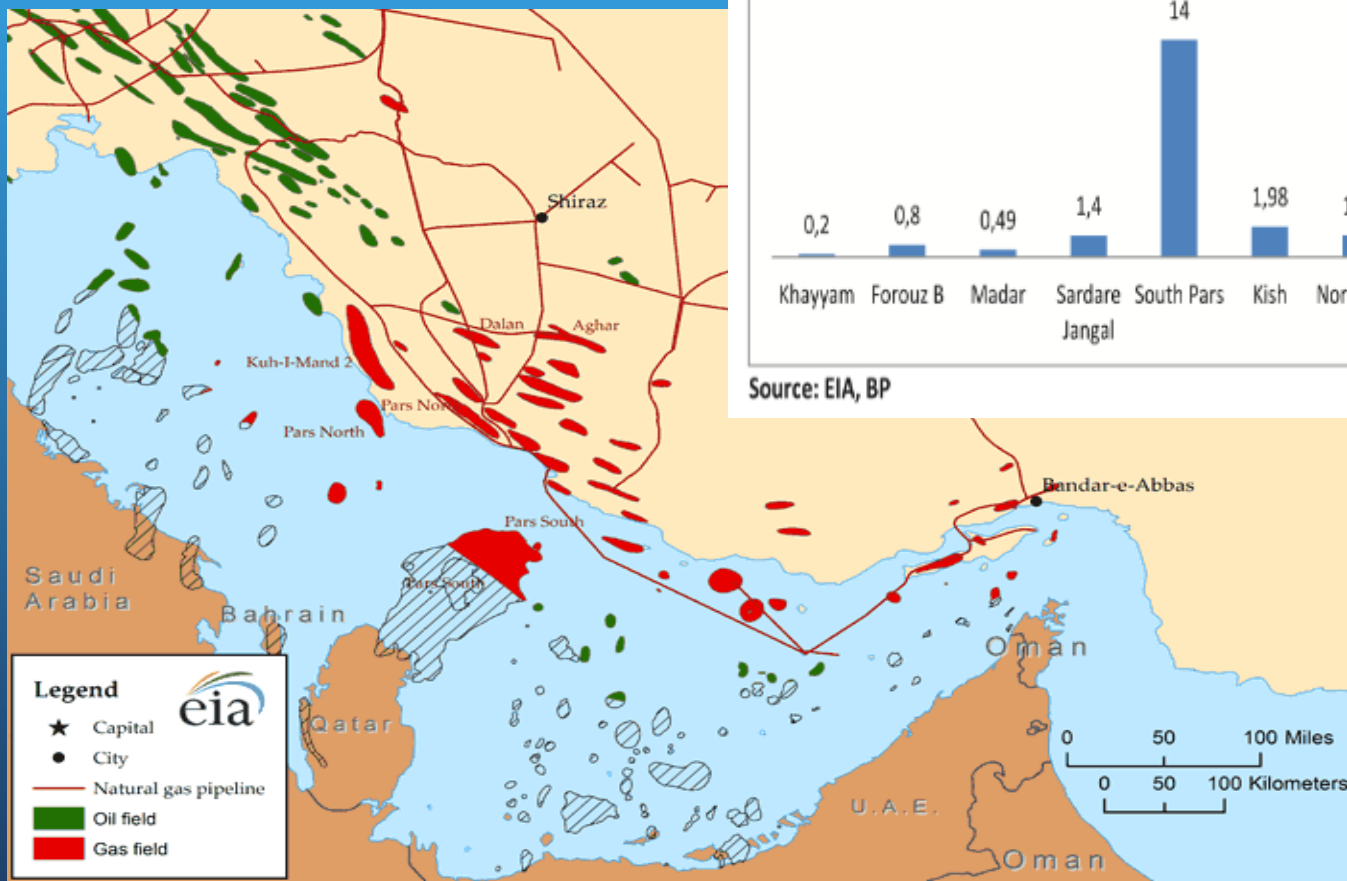 14
1,98
1,4
0,8
0,49
0,2
Khayyam Forouz B Madar Sardare South Pars Kish
Jangal
Source: EIA, BP
Shiraz
Dalan
Aghar
Kuh-I-Mand 2
Pars Nor
Pars North
Bandar-e-Abbas
Pars South
Pars South
Saudi
Arabia
Bahrain
Oman
Qatar
U.A.E.
Oman
Legend
eia
Capital
City
Natural gas pipeline
Oil field
Gas field
0 50 100 Miles
0 50 100 Kilometers